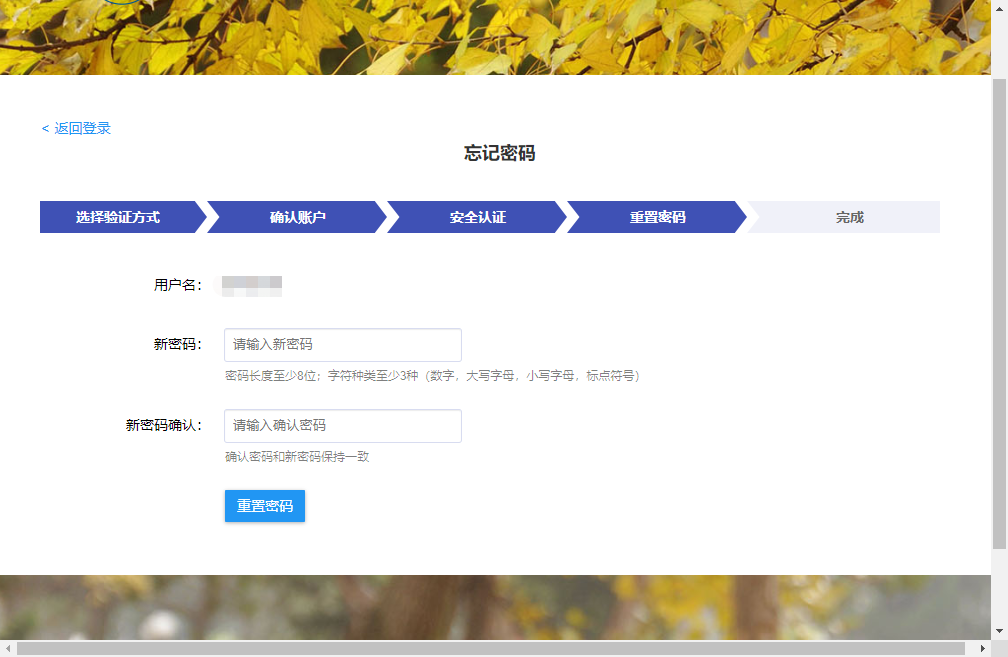 < 返回登录
忘记密码
选择验证方式 确认账户 安全认证 重置密码 完成
用户名：
新密码： 请输入新密码
密码长度至少8位；字符种类至少3种（数字，大写字母，小写字母，标点符号）
新密码确认： 请输入确认密码
确认密码和新密码保持一致
重置密码